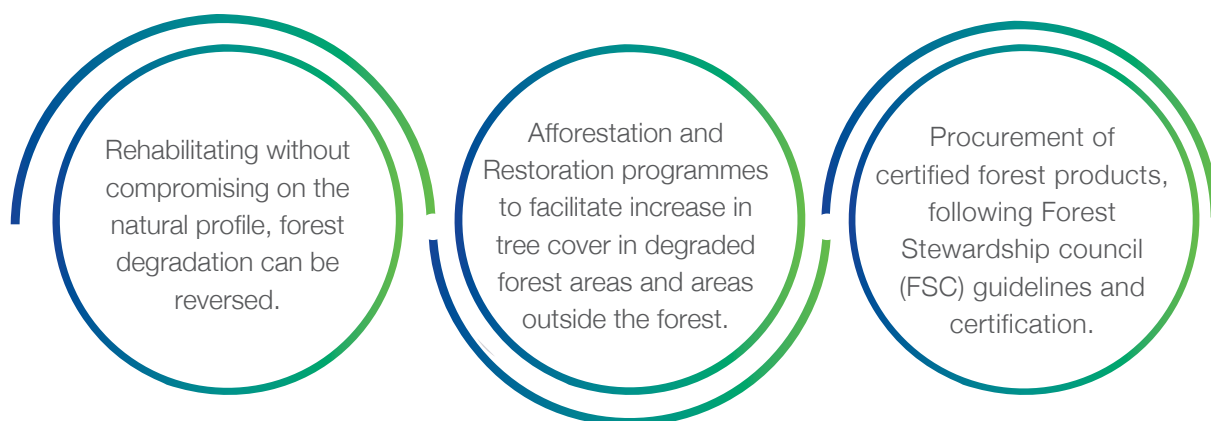 Rehabilitating without
compromising on the
natural profile, forest
degradation can be
reversed.
Afforestation and
Restoration programmes
to facilitate increase in
tree cover in degraded
forest areas and areas
outside the forest.
Procurement of
certified forest products,
following Forest
Stewardship council
(FSC) guidelines and
certification.